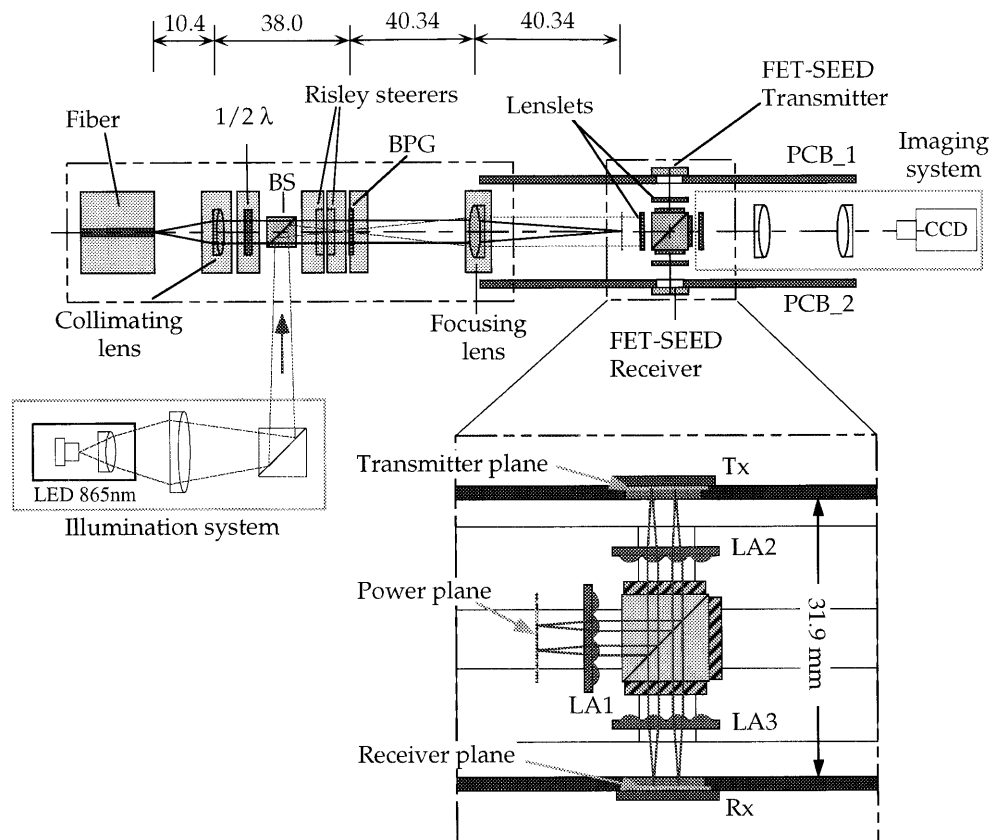 10.4
38.0
40.34
40.34
FET-SEED
Transmitter
Risley steerers
Lenslets
Fiber
1/2 λ
BPG
PCB_1
Imaging
system
BS
CCD
Collimating
lens
Focusing
lens
PCB_2
FET-SEED
Receiver
LED 865nm
Illumination system
Transmitter plane
Tx
LA2
Power plane
31.9 mm
LA1
LA3
Receiver plane
Rx